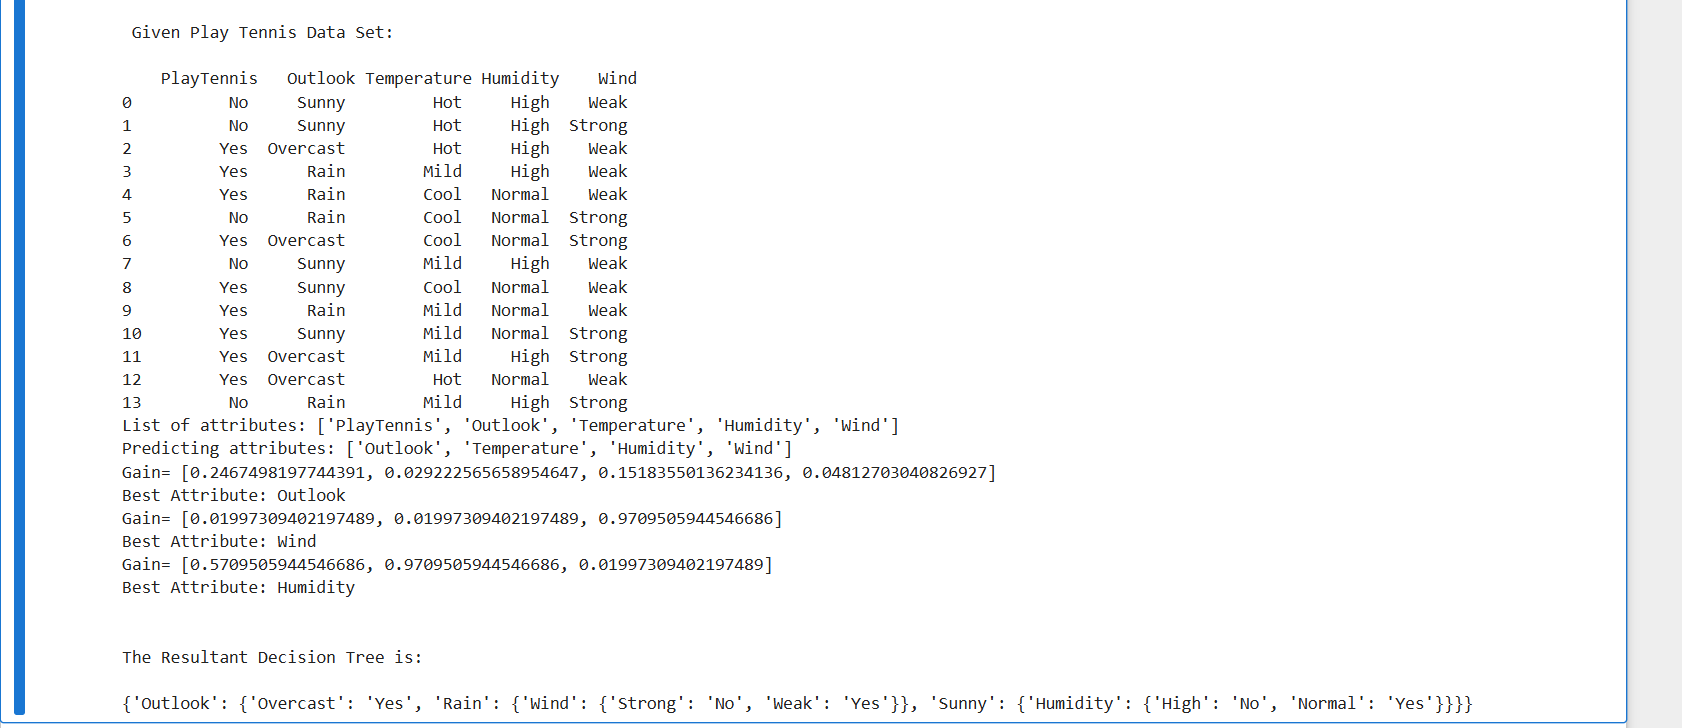 Given Play Tennis Data Set:
PlayTennis Outlook Temperature Humidity Wind
0 No Sunny Hot High Weak
1 No Sunny Hot High Strong
2 Yes Overcast Hot High Weak
3 Yes Rain Mild High Weak
4 Yes Rain Cool Normal Weak
5 No Rain Cool Normal Strong
6 Yes Overcast Cool Normal Strong
7 No Sunny Mild High Weak
8 Yes Sunny Cool Normal Weak
9 Yes Rain Mild Normal Weak
10 Yes Sunny Mild Normal Strong
11 Yes Overcast Mild High Strong
12 Yes Overcast Hot Normal Weak
13 No Rain Mild High Strong
List of attributes: ['PlayTennis', 'Outlook', 'Temperature', 'Humidity', 'Wind']
Predicting attributes: ['Outlook', 'Temperature', 'Humidity', 'Wind']
Gain= [0.2467498197744391, 0.029222565658954647, 0.15183550136234136, 0.04812703040826927]
Best Attribute: Outlook
Gain= [0.01997309402197489, 0.01997309402197489, 0.9709505944546686]
Best Attribute: Wind
Gain= [0.5709505944546686, 0.9709505944546686, 0.01997309402197489]
Best Attribute: Humidity
The Resultant Decision Tree is:
{'Outlook': {'Overcast': 'Yes', 'Rain': {'Wind': {'Strong': 'No', 'Weak': 'Yes'}}, 'Sunny': {'Humidity': {'High': 'No', 'Normal': 'Yes'}}}}